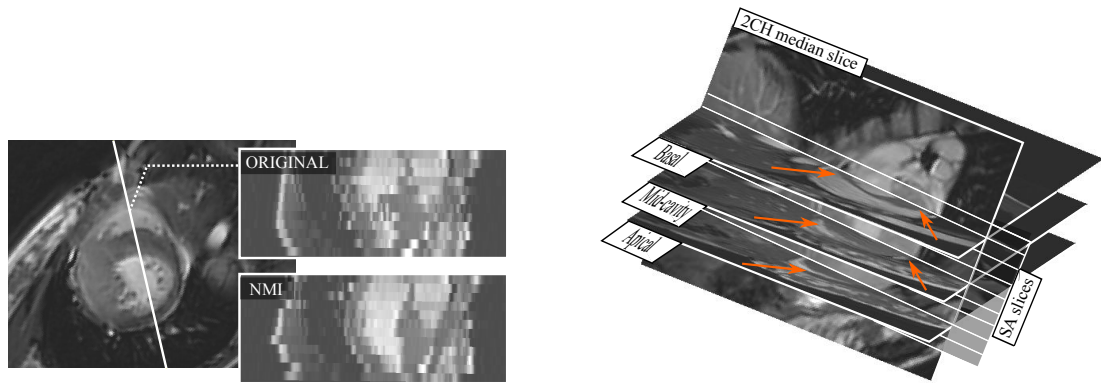 ORIGINAL
NMI
2CH median slice
Basal
Mid-cavity
Apical
SA slices